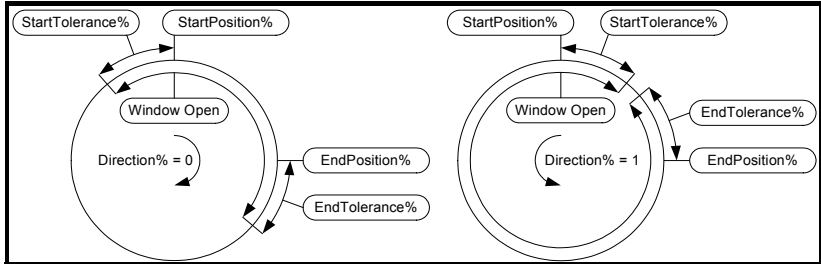 StartTolerance%
StartPosition%
Window Open
Direction% = 0
EndPosition%
EndTolerance%
StartPosition%
StartTolerance%
Window Open
EndTolerance%
Direction% = 1
EndPosition%